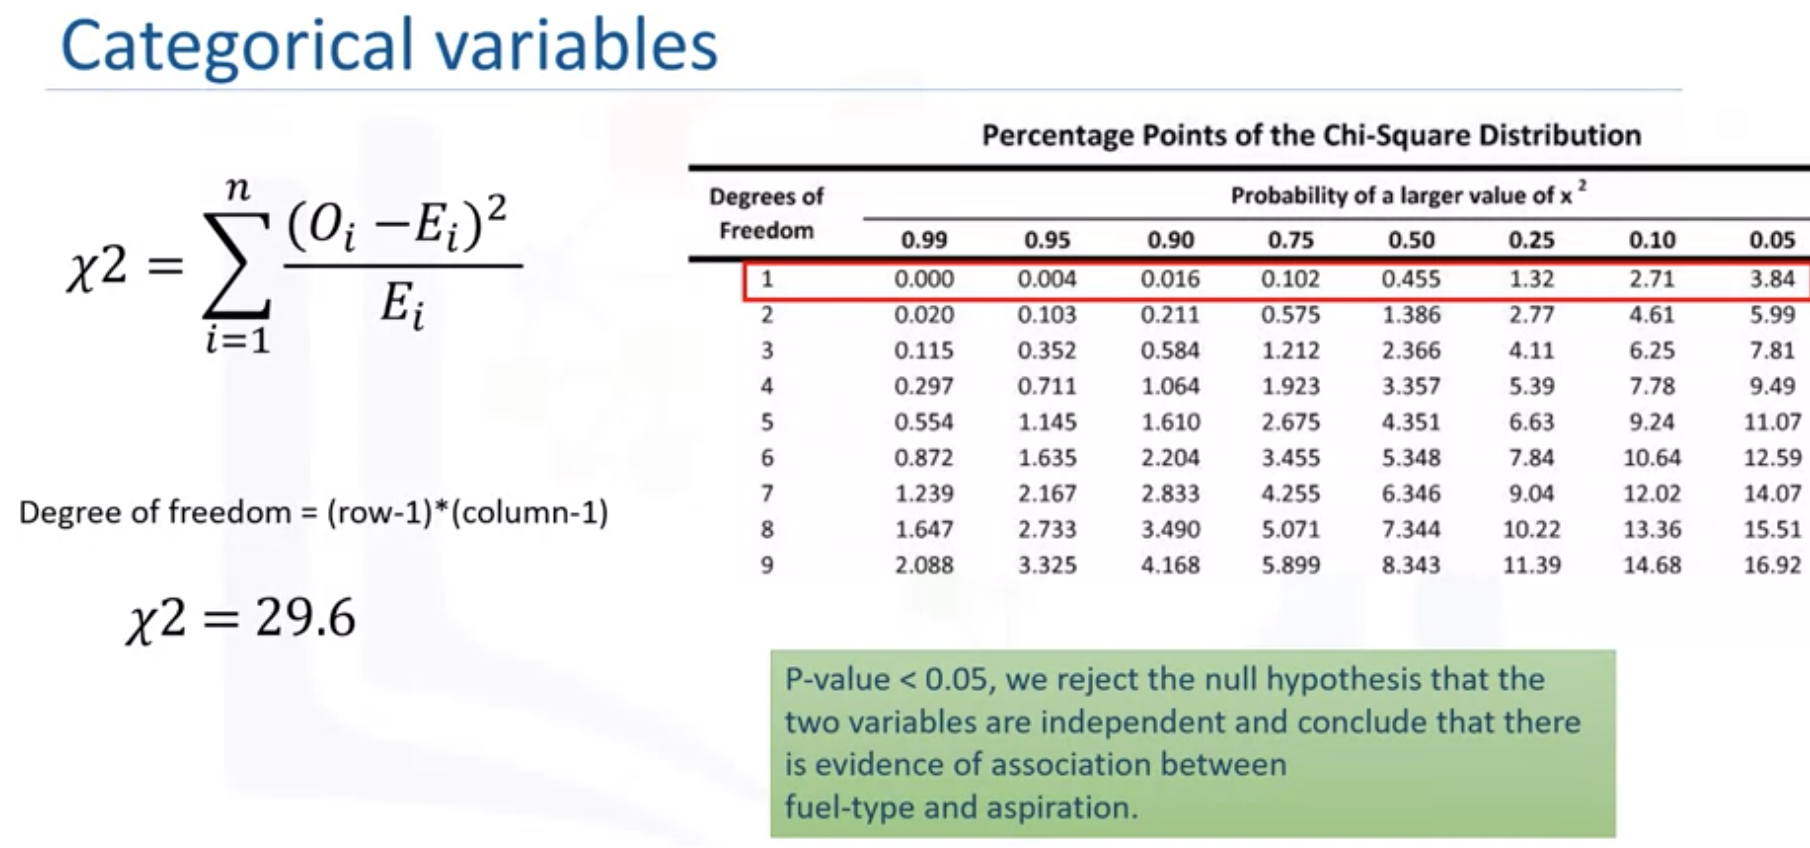 Categorical variables
χ2 = ∑ⁿᵢ₌₁ (Oᵢ −Eᵢ)² / Eᵢ
Degree of freedom = (row-1)*(column-1)
χ2 = 29.6
Percentage Points of the Chi-Square Distribution
Degrees of Freedom Probability of a larger value of x ²
0.99 0.95 0.90 0.75 0.50 0.25 0.10 0.05
1 0.000 0.004 0.016 0.102 0.455 1.32 2.71 3.84
2 0.020 0.103 0.211 0.575 1.386 2.77 4.61 5.99
3 0.115 0.352 0.584 1.212 2.366 4.11 6.25 7.81
4 0.297 0.711 1.064 1.923 3.357 5.39 7.78 9.49
5 0.554 1.145 1.610 2.675 4.351 6.63 9.24 11.07
6 0.872 1.635 2.204 3.455 5.348 7.84 10.64 12.59
7 1.239 2.167 2.833 4.255 6.346 9.04 12.02 14.07
8 1.647 2.733 3.490 5.071 7.344 10.22 13.36 15.51
9 2.088 3.325 4.168 5.899 8.343 11.39 14.68 16.92
P-value < 0.05, we reject the null hypothesis that the
two variables are independent and conclude that there
is evidence of association between
fuel-type and aspiration.